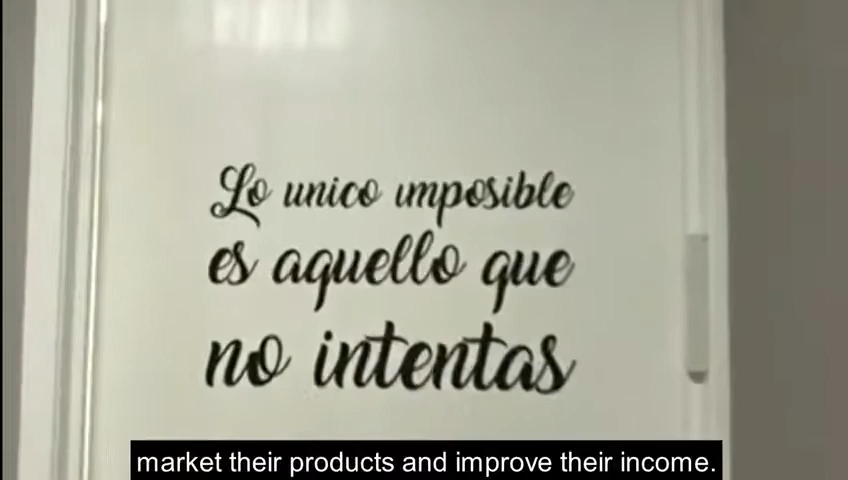 Lo unico imposible
es aquello que
no intentas
market their products and improve their income.